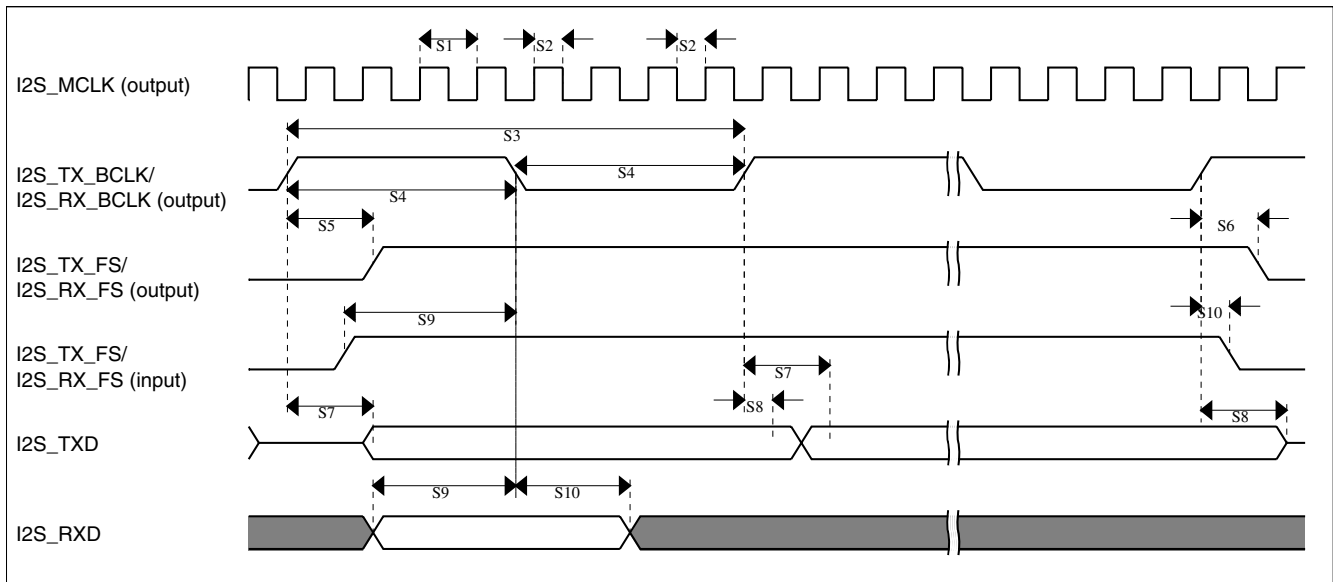 S1
S2
S2
I2S_MCLK (output)
S3
I2S_TX_BCLK/
I2S_RX_BCLK (output)
S4
S4
S5
S6
I2S_TX_FS/
I2S_RX_FS (output)
S9
S10
I2S_TX_FS/
I2S_RX_FS (input)
S7
S7
S8
S8
I2S_TXD
S9
S10
I2S_RXD